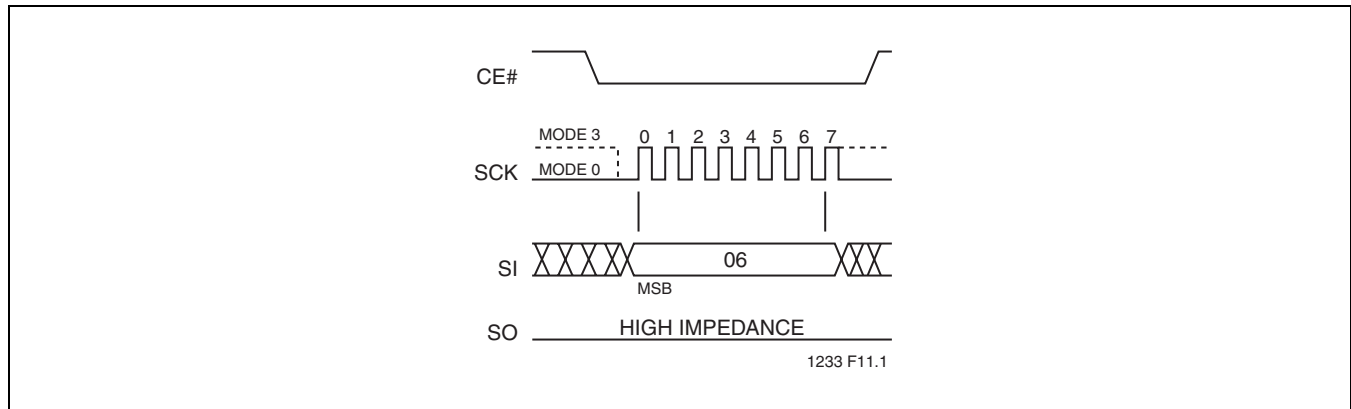 CE#
MODE 3
0 1 2 3 4 5 6 7
SCK
MODE 0
SI
06
MSB
SO
HIGH IMPEDANCE
1233 F11.1